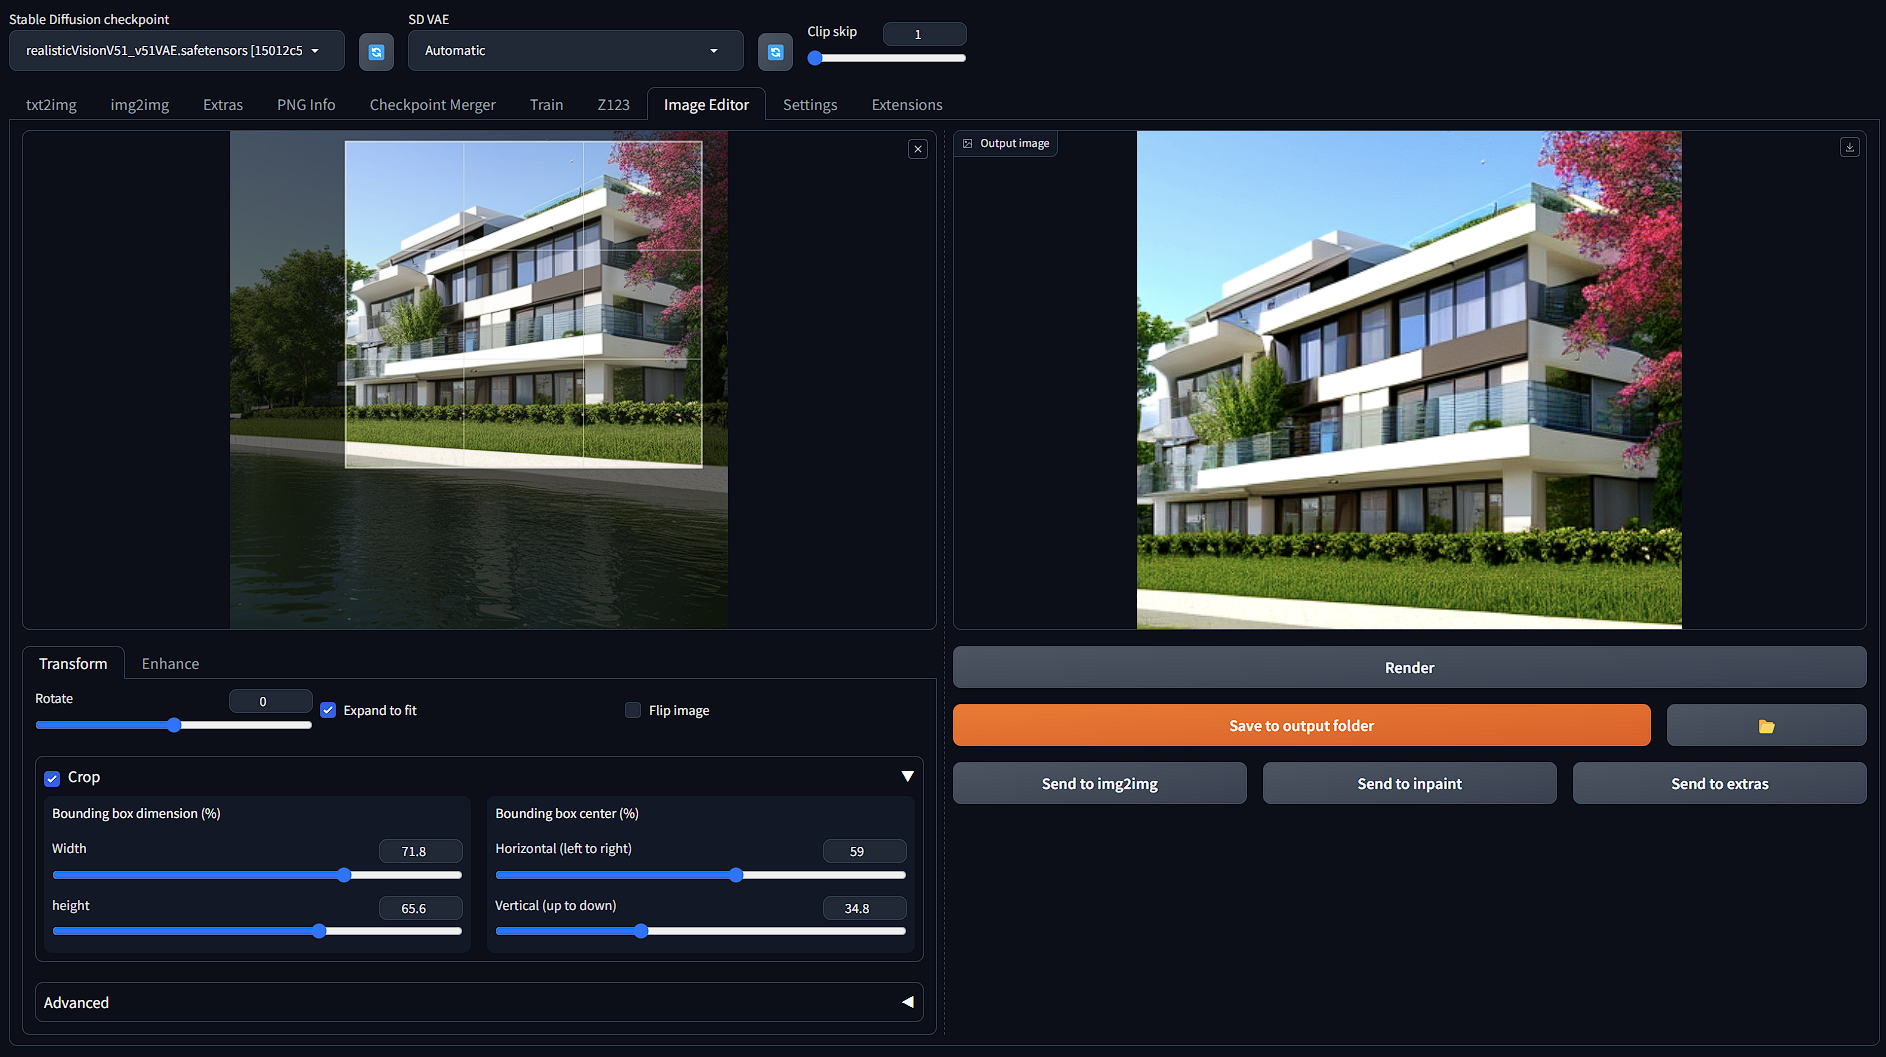 Stable Diffusion checkpoint
SD VAE
Clip skip
1
realisticVisionV51_v51VAE.safetensors [15012c5
Automatic
txt2img
img2img
Extras
PNG Info
Checkpoint Merger
Train
Z123
Image Editor
Settings
Extensions
Output image
Transform
Enhance
Rotate
0
Expand to fit
Flip image
Crop
Bounding box dimension (%)
Width
71.8
height
65.6
Bounding box center (%)
Horizontal (left to right)
59
Vertical (up to down)
34.8
Advanced
Render
Save to output folder
Send to img2img
Send to inpaint
Send to extras